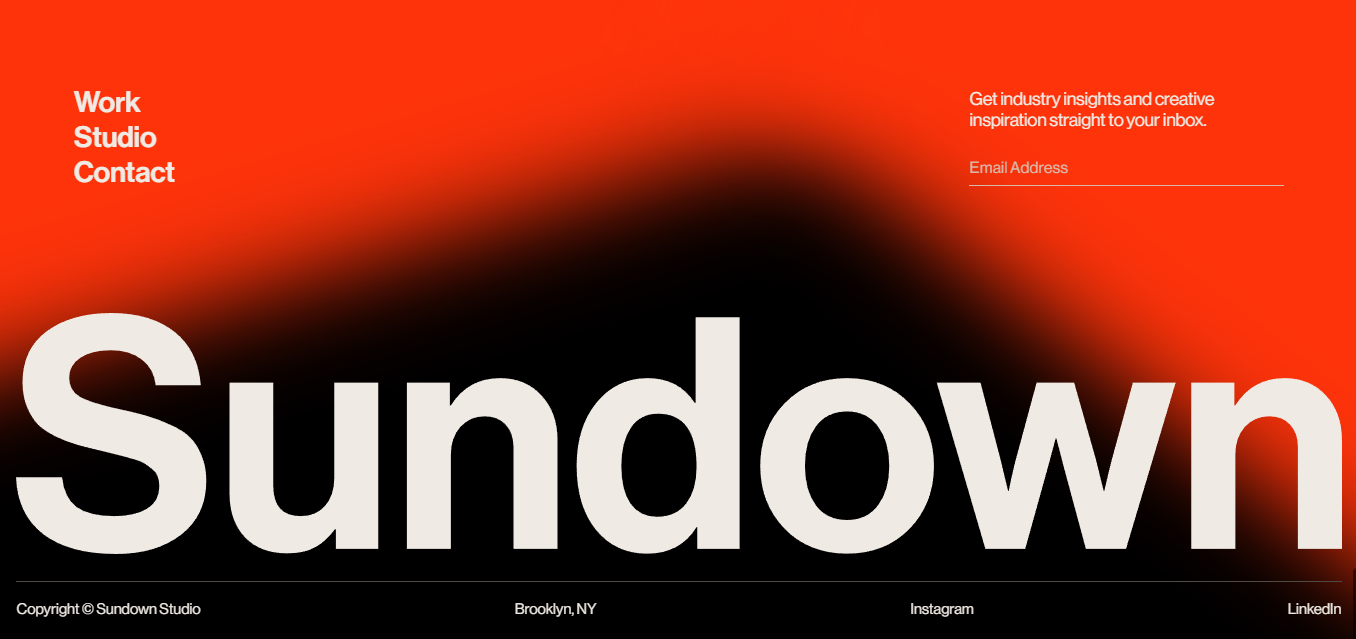 Work
Studio
Contact
Get industry insights and creative
inspiration straight to your inbox.
Email Address
Sundown
Copyright © Sundown Studio
Brooklyn, NY
Instagram
LinkedIn